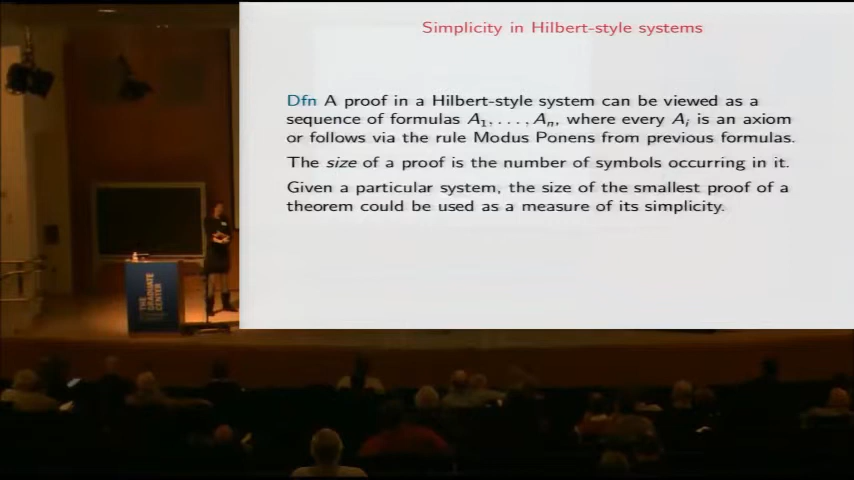 Simplicity in Hilbert-style systems
Dfn A proof in a Hilbert-style system can be viewed as a
sequence of formulas A₁, . . . , Aₙ, where every Aᵢ is an axiom
or follows via the rule Modus Ponens from previous formulas.
The size of a proof is the number of symbols occurring in it.
Given a particular system, the size of the smallest proof of a
theorem could be used as a measure of its simplicity.
THE
GRADUATE
CENTER